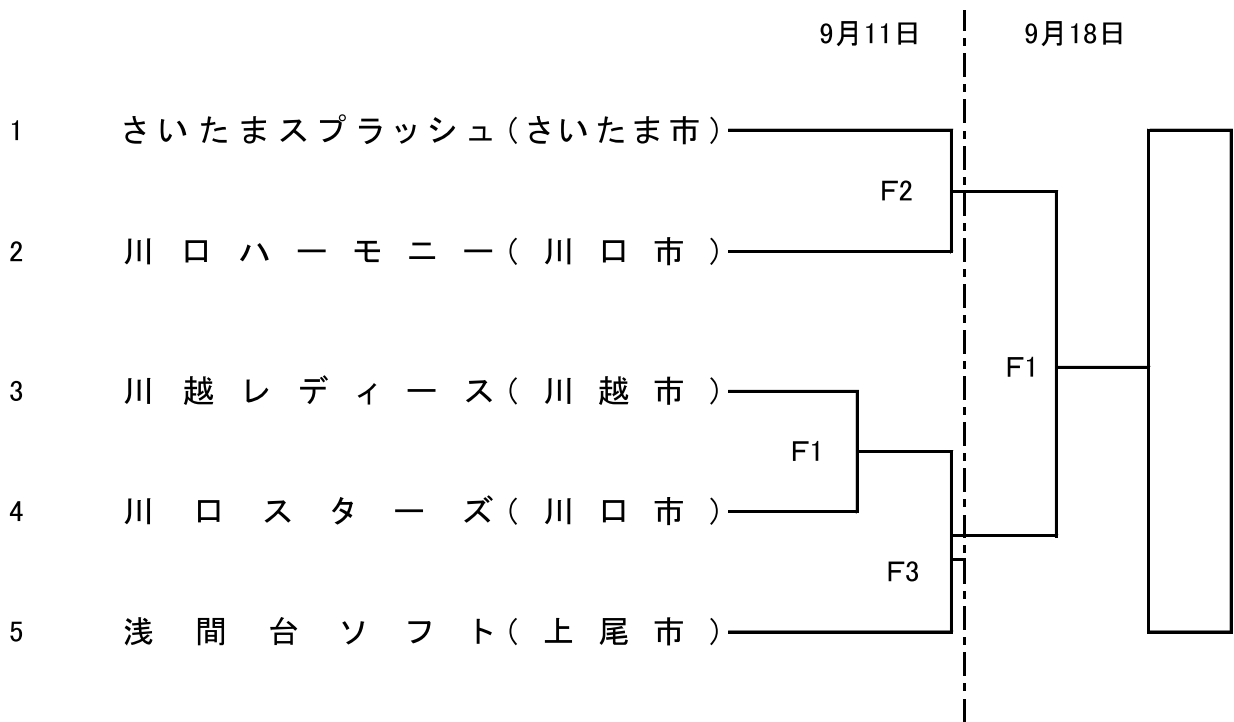 9月11日 9月18日
1 さいたまスプラッシュ(さいたま市)
F2
2 川口ハーモニー(川口市)
F1
3 川越レディース(川越市)
F1
4 川口スターズ(川口市)
F3
5 浅間台ソフト(上尾市)